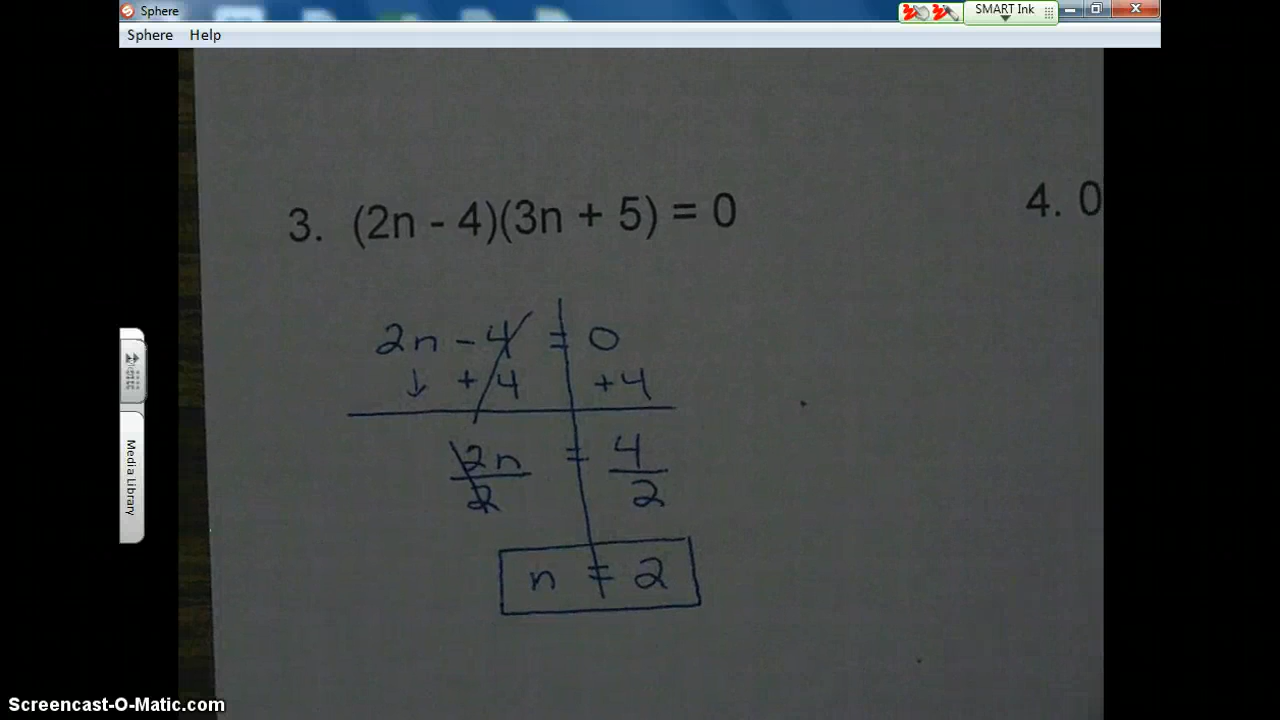 Sphere
SMART Ink
Sphere Help
3. (2n - 4)(3n + 5) = 0
4. 0
2n - 4 = 0
↓ + 4 +4
2n = 4
2 2
n = 2
Media Library
Screencast-O-Matic.com